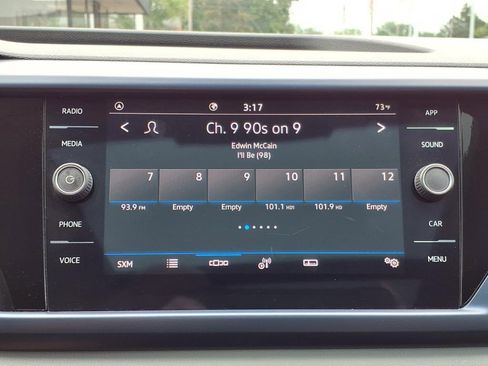 RADIO
MEDIA
PHONE
VOICE
3:17
73°F
Ch. 9 90s on 9
Edwin McCain
I'll Be (98)
7 8 9 10 11 12
93.9 FM Empty Empty 101.1 HD1 101.9 HD Empty
SXM
APP
SOUND
CAR
MENU